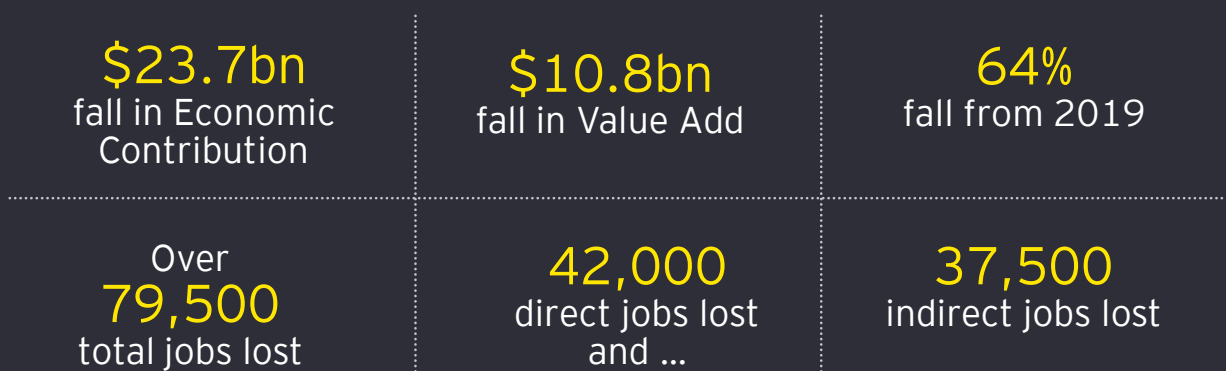 $23.7bn
fall in Economic
Contribution
$10.8bn
fall in Value Add
64%
fall from 2019
Over
79,500
total jobs lost
42,000
direct jobs lost
and ...
37,500
indirect jobs lost